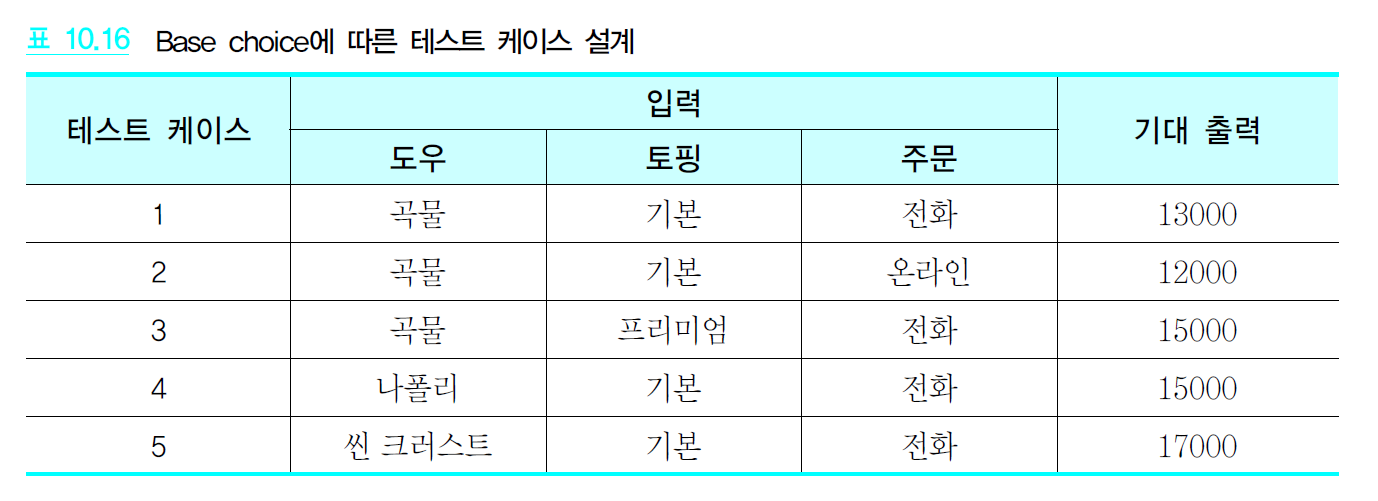 표 10.16 Base choice에 따른 테스트 케이스 설계
테스트 케이스 입력 기대 출력
도우 토핑 주문
1 곡물 기본 전화 13000
2 곡물 기본 온라인 12000
3 곡물 프리미엄 전화 15000
4 나폴리 기본 전화 15000
5 씬 크러스트 기본 전화 17000